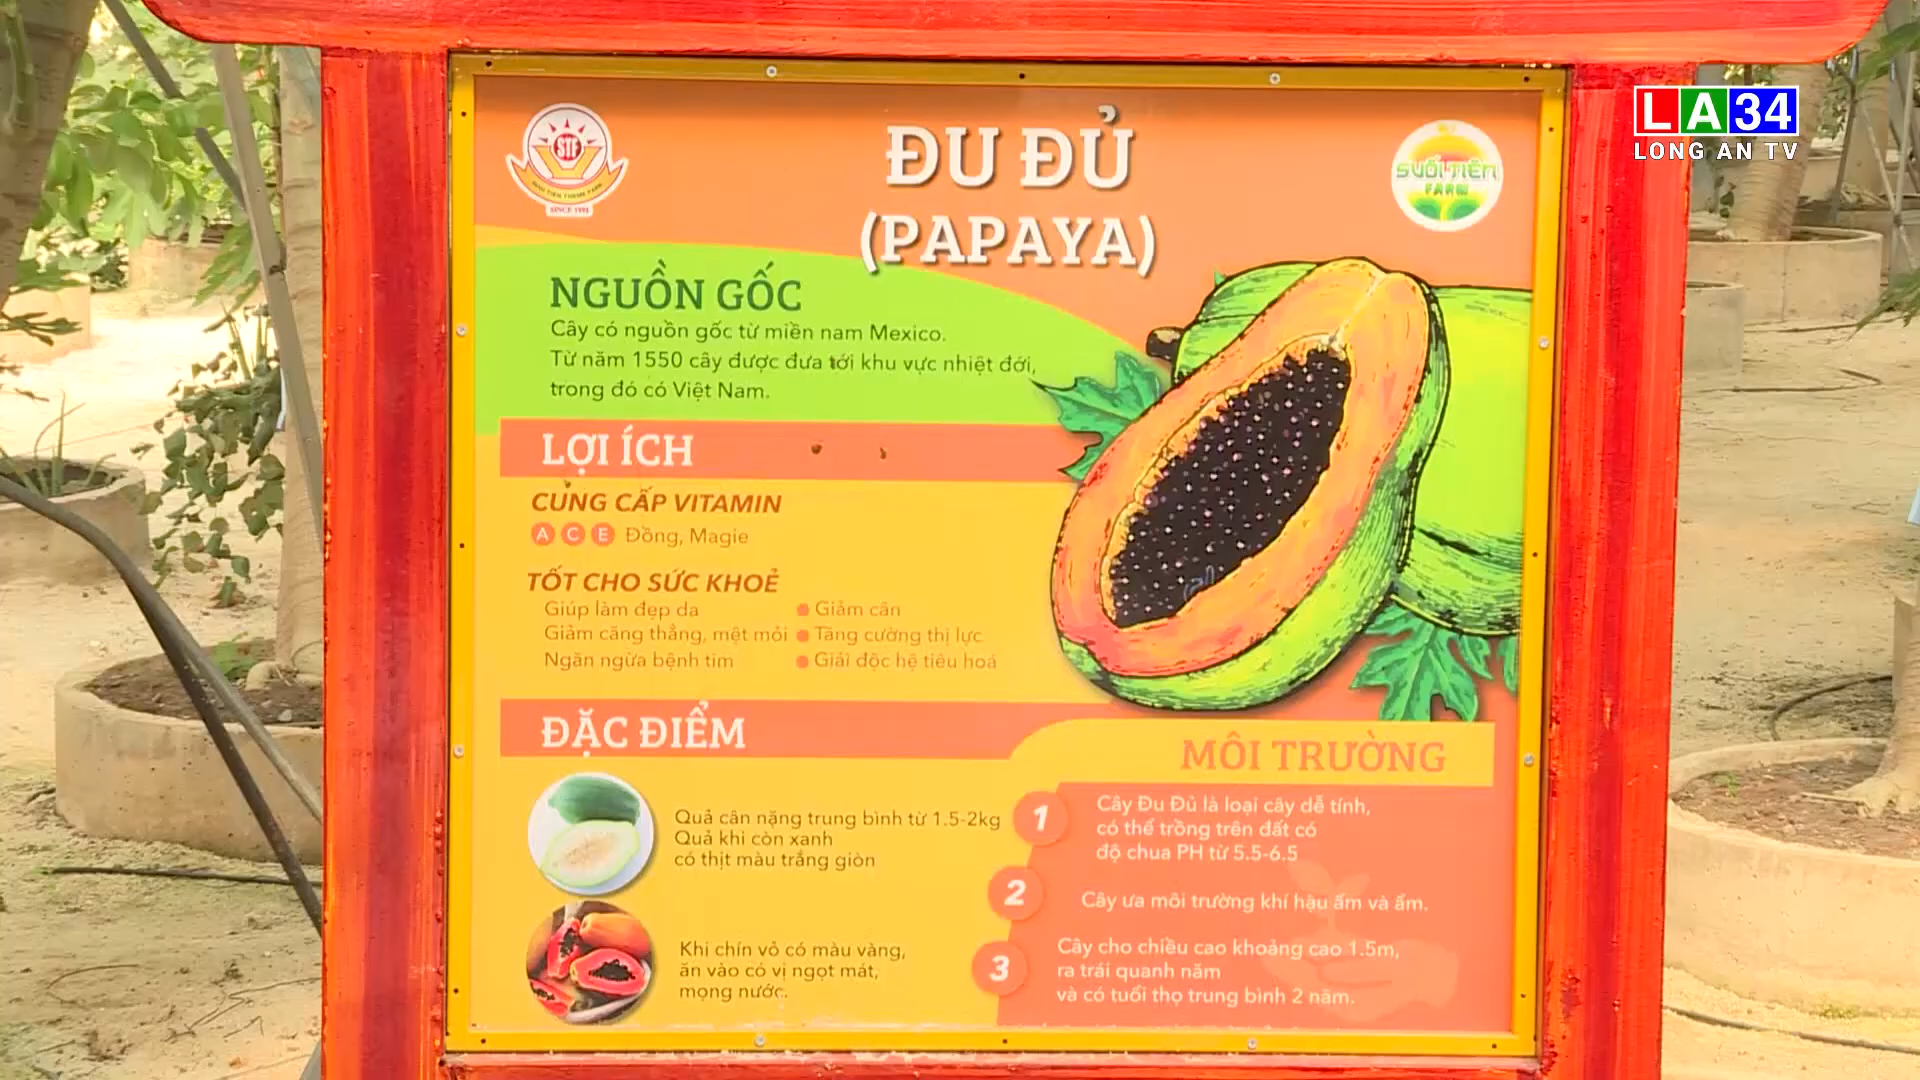 LA34
LONG AN TV
STF
SUOI TIEN THEME PARK
SINCE 1992
SUỐI TIÊN
FARM
ĐU ĐỦ
(PAPAYA)
NGUỒN GỐC
Cây có nguồn gốc từ miền nam Mexico.
Từ năm 1550 cây được đưa tới khu vực nhiệt đới,
trong đó có Việt Nam.
LỢI ÍCH
CUNG CẤP VITAMIN
A C E Đồng, Magie
TỐT CHO SỨC KHOẺ
Giúp làm đẹp da
Giảm căng thẳng, mệt mỏi
Ngăn ngừa bệnh tim
Giảm cân
Tăng cường thị lực
Giải độc hệ tiêu hoá
ĐẶC ĐIỂM
Quả cân nặng trung bình từ 1.5-2kg
Quả khi còn xanh
có thịt màu trắng giòn
Khi chín vỏ có màu vàng,
ăn vào có vị ngọt mát,
mọng nước.
MÔI TRƯỜNG
1
Cây Đu Đủ là loại cây dễ tính,
có thể trồng trên đất có
độ chua PH từ 5.5-6.5
2
Cây ưa môi trường khí hậu ấm và ẩm.
3
Cây cho chiều cao khoảng cao 1.5m,
ra trái quanh năm
và có tuổi thọ trung bình 2 năm.